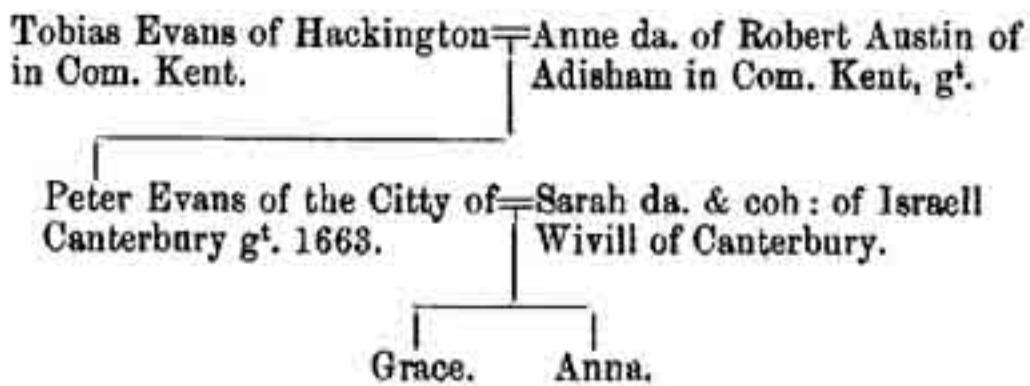 Tobias Evans of Hackington=Anne da. of Robert Austin of
in Com. Kent. Adisham in Com. Kent, gᵗ.
Peter Evans of the Citty of=Sarah da. & coh : of Israell
Canterbury gᵗ. 1663. Wivill of Canterbury.
Grace. Anna.